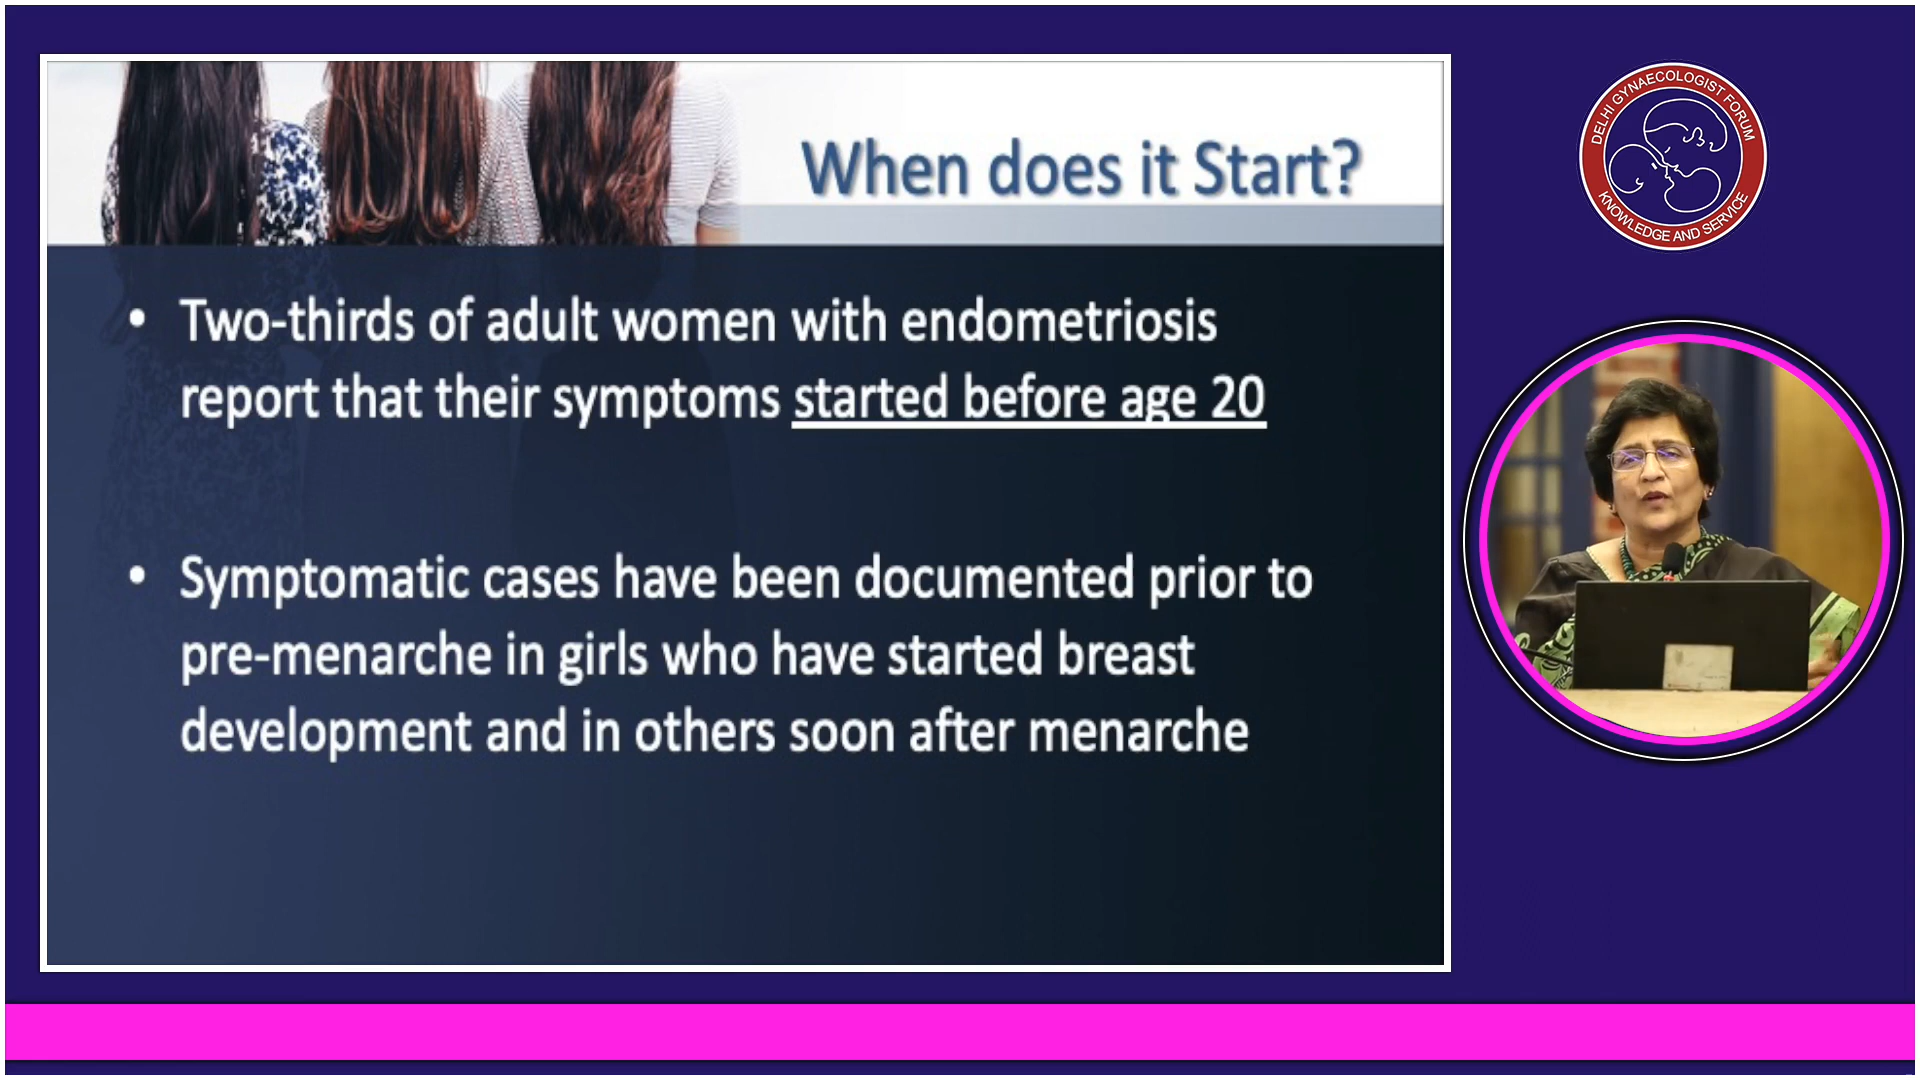 When does it Start?
• Two-thirds of adult women with endometriosis
report that their symptoms started before age 20
• Symptomatic cases have been documented prior to
pre-menarche in girls who have started breast
development and in others soon after menarche
DELHI GYNAECOLOGIST FORUM
KNOWLEDGE AND SERVICE